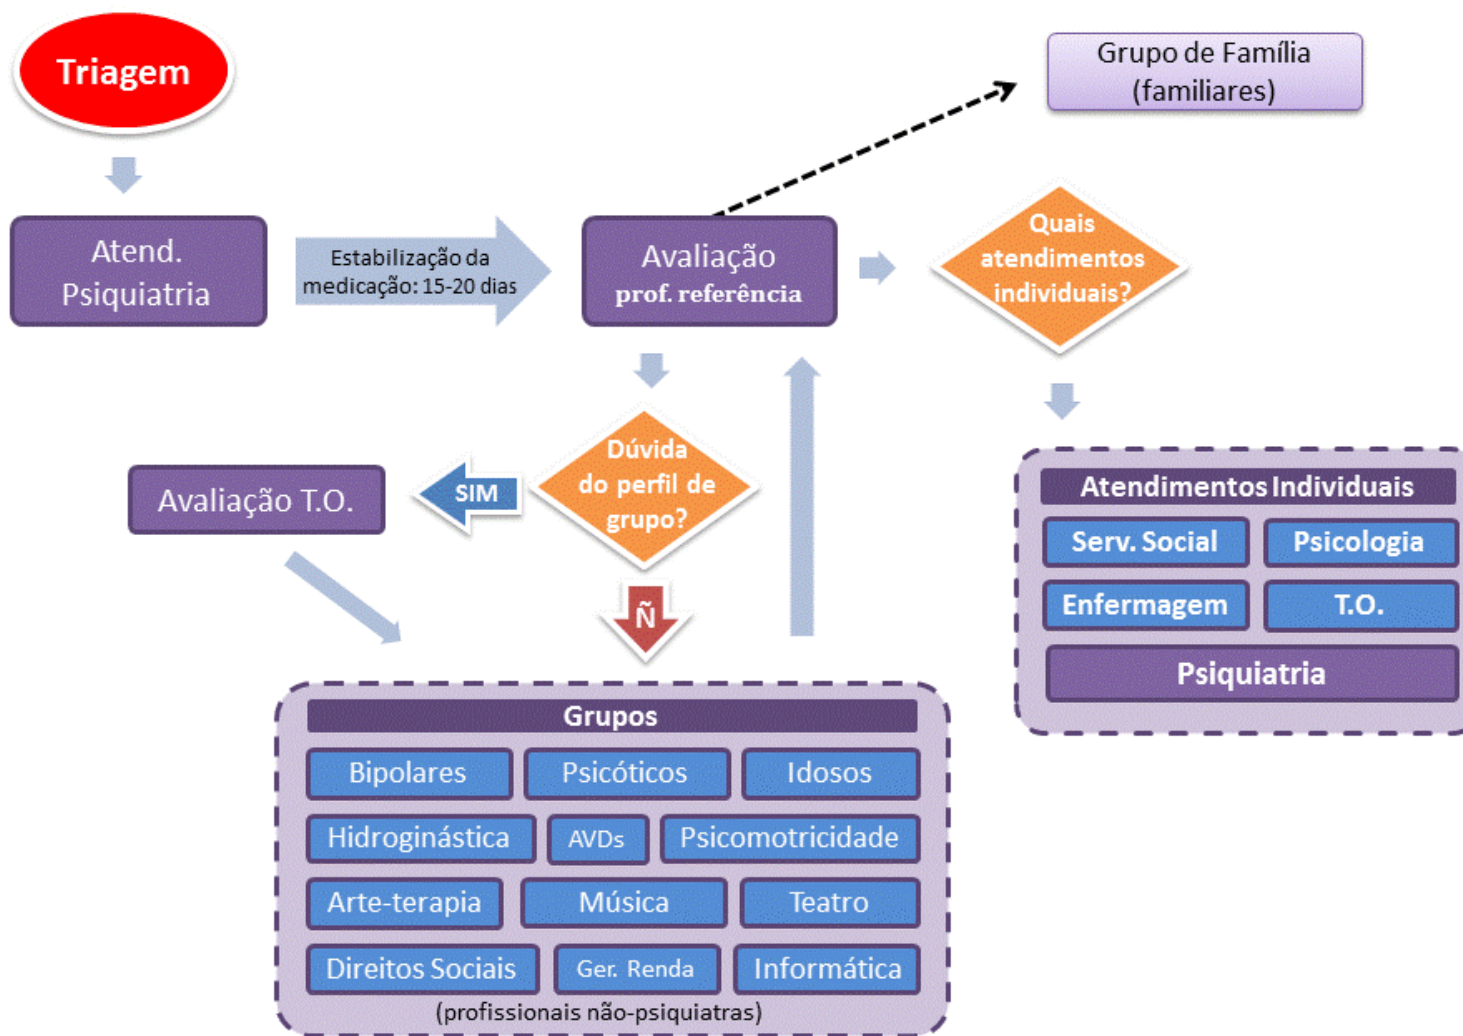 Triagem
Grupo de Família
(familiares)
Atend.
Psiquiatria
Estabilização da
medicação: 15-20 dias
Avaliação
prof. referência
Quais
atendimentos
individuais?
Dúvida
do perfil de
grupo?
SIM
Avaliação T.O.
Ñ
Atendimentos Individuais
Serv. Social
Psicologia
Enfermagem
T.O.
Psiquiatria
Grupos
Bipolares
Psicóticos
Idosos
Hidroginástica
AVDs
Psicomotricidade
Arte-terapia
Música
Teatro
Direitos Sociais
Ger. Renda
Informática
(profissionais não-psiquiatras)